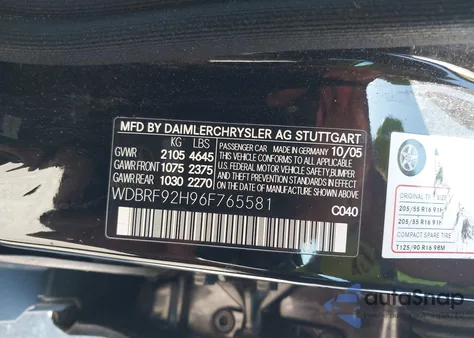 MFD BY DAIMLERCHRYSLER AG STUTTGART
KG LBS MADE IN GERMANY 10/05
GVWR 2105 4645 THIS VEHICLE CONFORMS TO ALL
GAWR FRONT 1075 2375 APPLICABLE U.S. FEDERAL MOTOR
GAWR REAR 1030 2270 VEHICLE SAFETY, BUMPER,
AND THEFT PREVENTION STANDARDS
IN EFFECT ON THE DATE OF
MANUFACTURE SHOWN ABOVE.
WDBRF92H96F765581 C040
ORIGINAL SIZE
205/55 R16 91H
205/55 R16 91H
COMPACT SPARE TIRE
T125/90 R16 98M
autoSnap